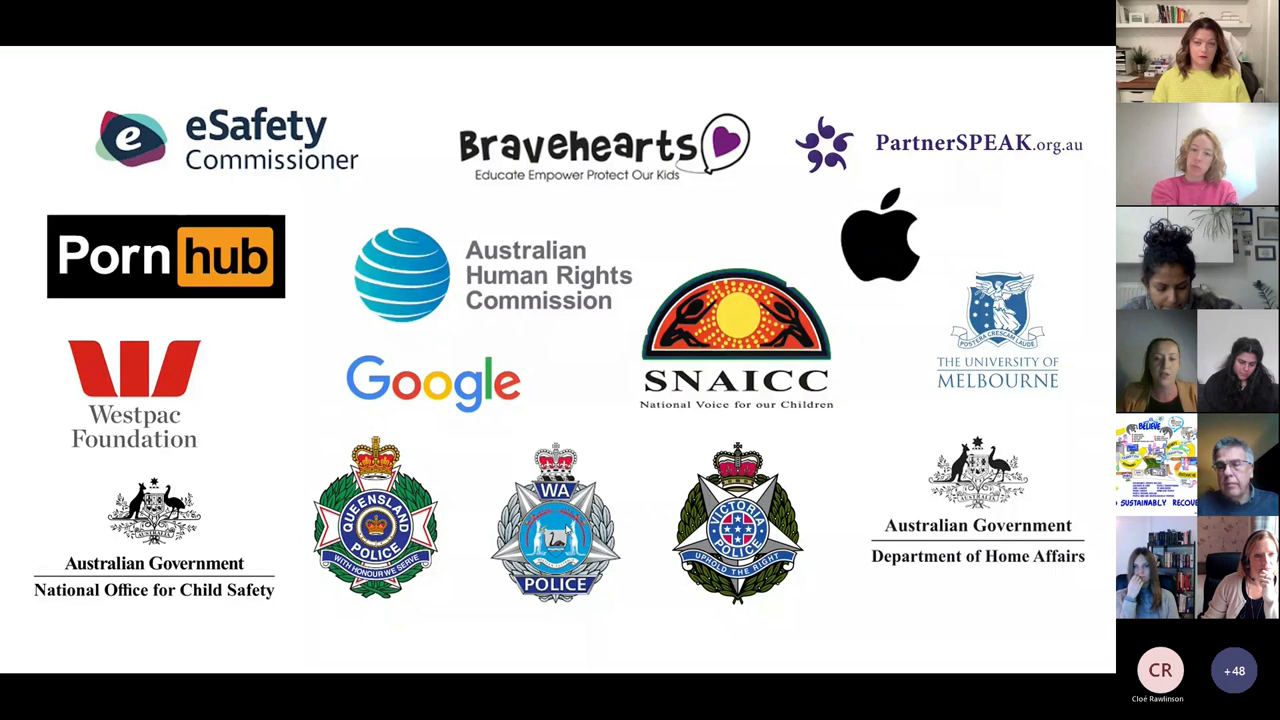 eSafety
Commissioner
Bravehearts
Educate Empower Protect Our Kids
PartnerSPEAK.org.au
Porn hub
Australian
Human Rights
Commission
SNAICC
National Voice for our Children
POSTERA CRESCAM LAUDE
THE UNIVERSITY OF
MELBOURNE
Westpac
Foundation
Google
Australian Government
National Office for Child Safety
QUEENSLAND
POLICE
WITH HONOUR WE SERVE
WA
POLICE
VICTORIA
POLICE
UPHOLD THE RIGHT
Australian Government
Department of Home Affairs
BELIEVE
SUSTAINABLY RECOVE
CR
Cloé Rawlinson
+48